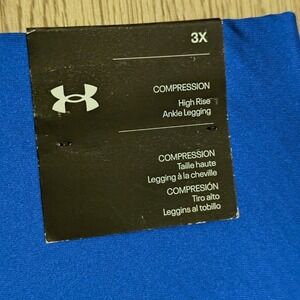 3X
COMPRESSION
High Rise
Ankle Legging
COMPRESSION
Taille haute
Legging à la cheville
COMPRESIÓN
Tiro alto
Leggins al tobillo